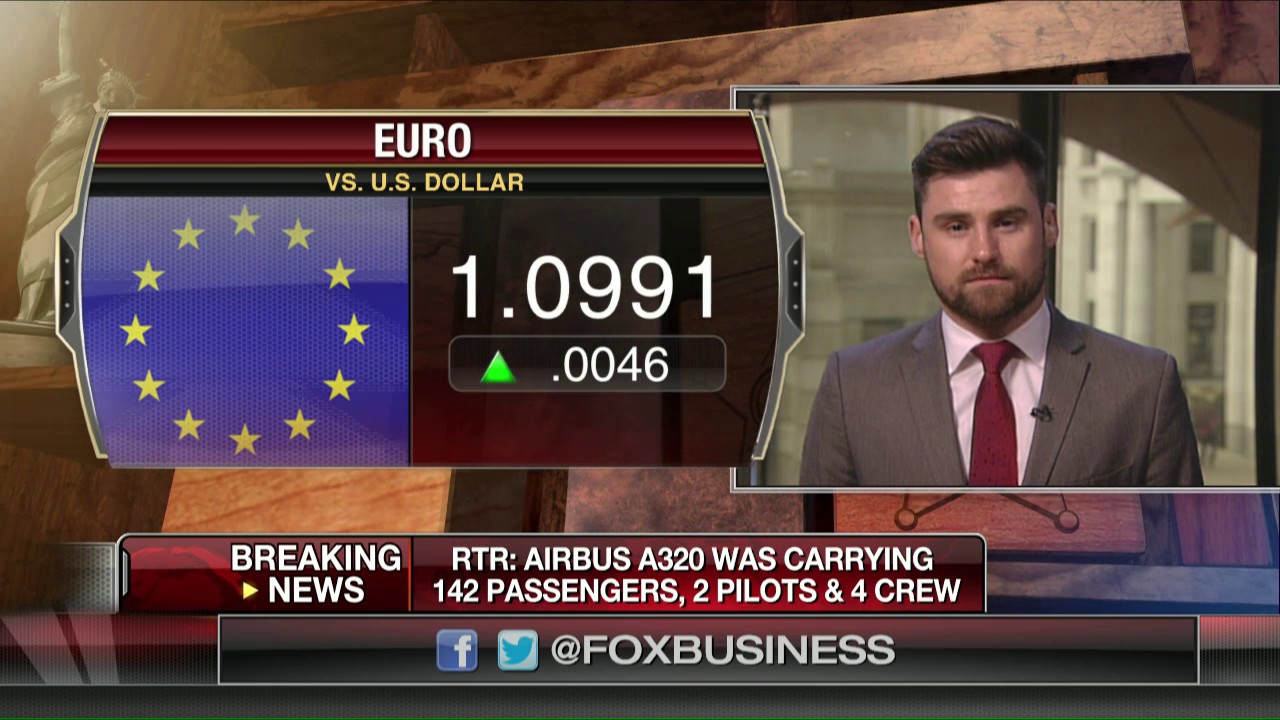 EURO
VS. U.S. DOLLAR
1.0991
.0046
BREAKING
NEWS
RTR: AIRBUS A320 WAS CARRYING
142 PASSENGERS, 2 PILOTS & 4 CREW
f
@FOXBUSINESS